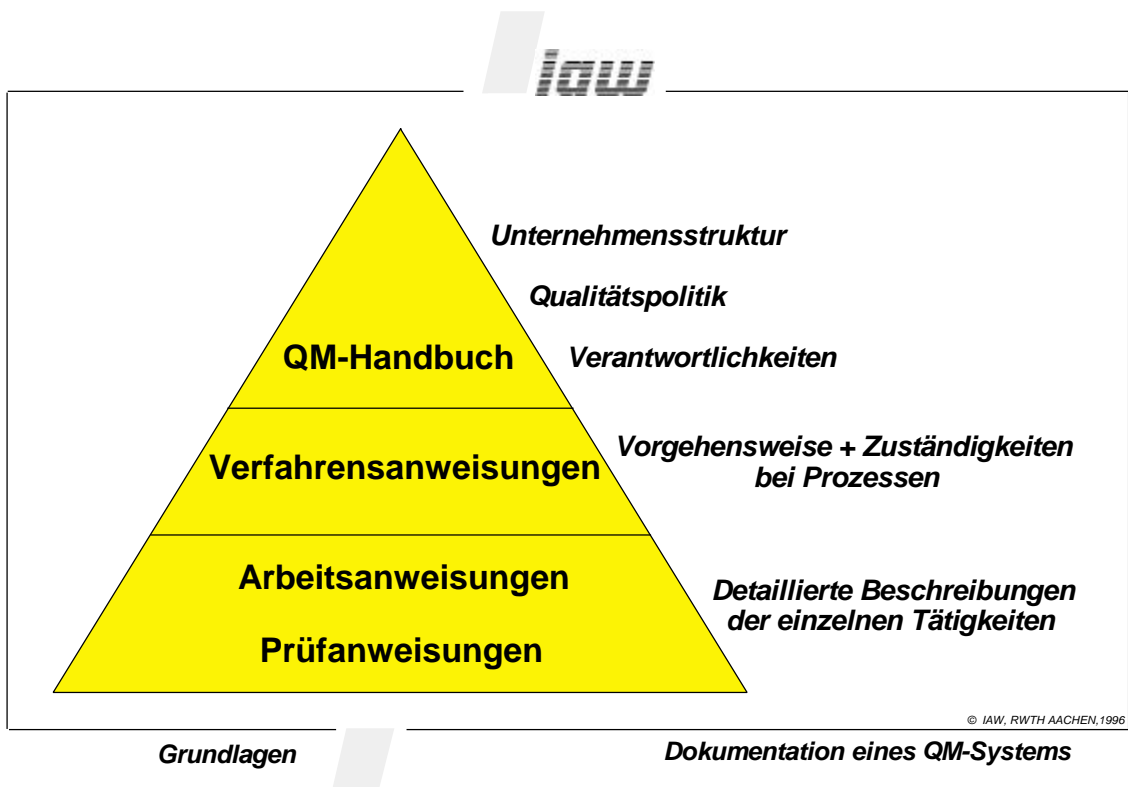 iaw
Unternehmensstruktur
Qualitätspolitik
QM-Handbuch
Verantwortlichkeiten
Verfahrensanweisungen
Vorgehensweise + Zuständigkeiten
bei Prozessen
Arbeitsanweisungen
Prüfanweisungen
Detaillierte Beschreibungen
der einzelnen Tätigkeiten
© IAW, RWTH AACHEN,1996
Grundlagen
Dokumentation eines QM-Systems